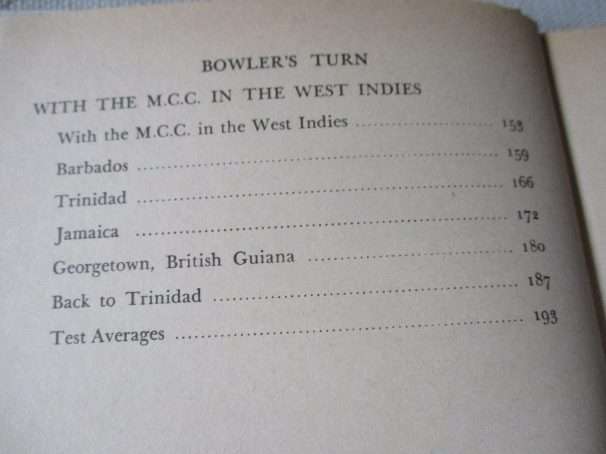 BOWLER'S TURN
WITH THE M.C.C. IN THE WEST INDIES
With the M.C.C. in the West Indies ........................ 153
Barbados ............................................................ 159
Trinidad ............................................................. 166
Jamaica .............................................................. 172
Georgetown, British Guiana .................................. 180
Back to Trinidad .................................................. 187
Test Averages ...................................................... 193